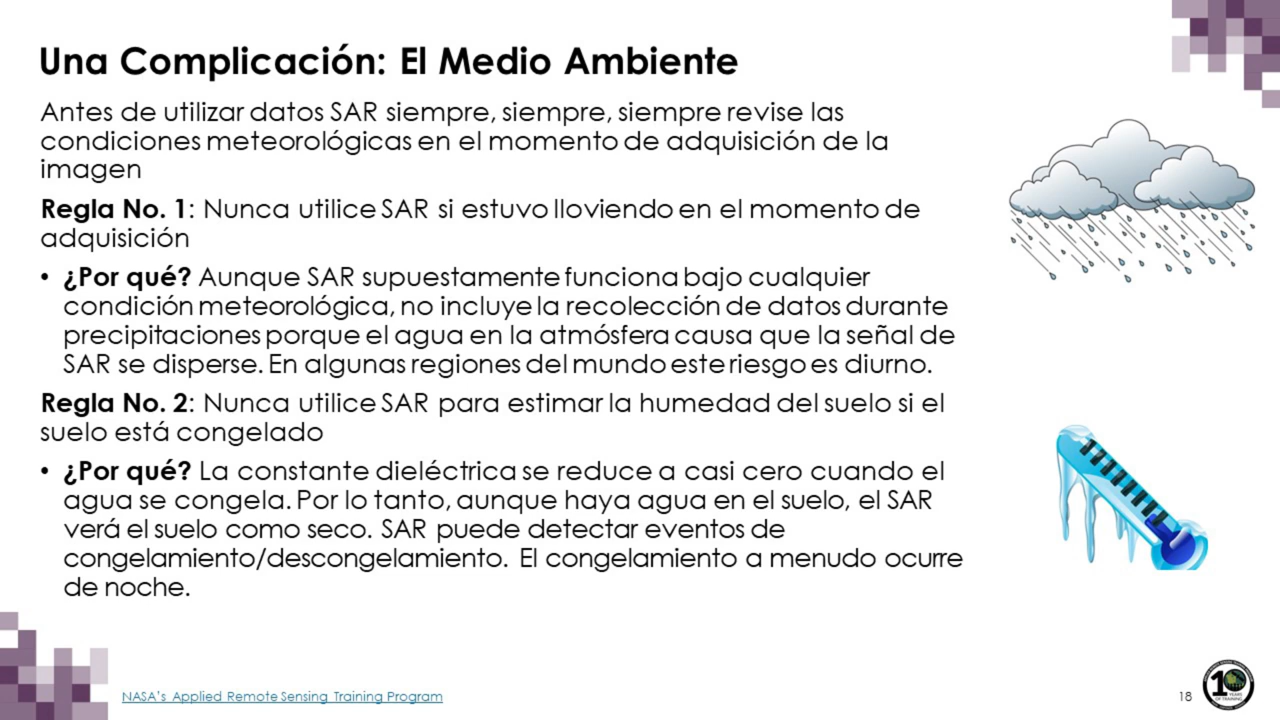 Una Complicación: El Medio Ambiente
Antes de utilizar datos SAR siempre, siempre, siempre revise las
condiciones meteorológicas en el momento de adquisición de la
imagen
Regla No. 1: Nunca utilice SAR si estuvo lloviendo en el momento de
adquisición
• ¿Por qué? Aunque SAR supuestamente funciona bajo cualquier
condición meteorológica, no incluye la recolección de datos durante
precipitaciones porque el agua en la atmósfera causa que la señal de
SAR se disperse. En algunas regiones del mundo este riesgo es diurno.
Regla No. 2: Nunca utilice SAR para estimar la humedad del suelo si el
suelo está congelado
• ¿Por qué? La constante dieléctrica se reduce a casi cero cuando el
agua se congela. Por lo tanto, aunque haya agua en el suelo, el SAR
verá el suelo como seco. SAR puede detectar eventos de
congelamiento/descongelamiento. El congelamiento a menudo ocurre
de noche.
NASA's Applied Remote Sensing Training Program
18
10
YEARS
OF TRAINING